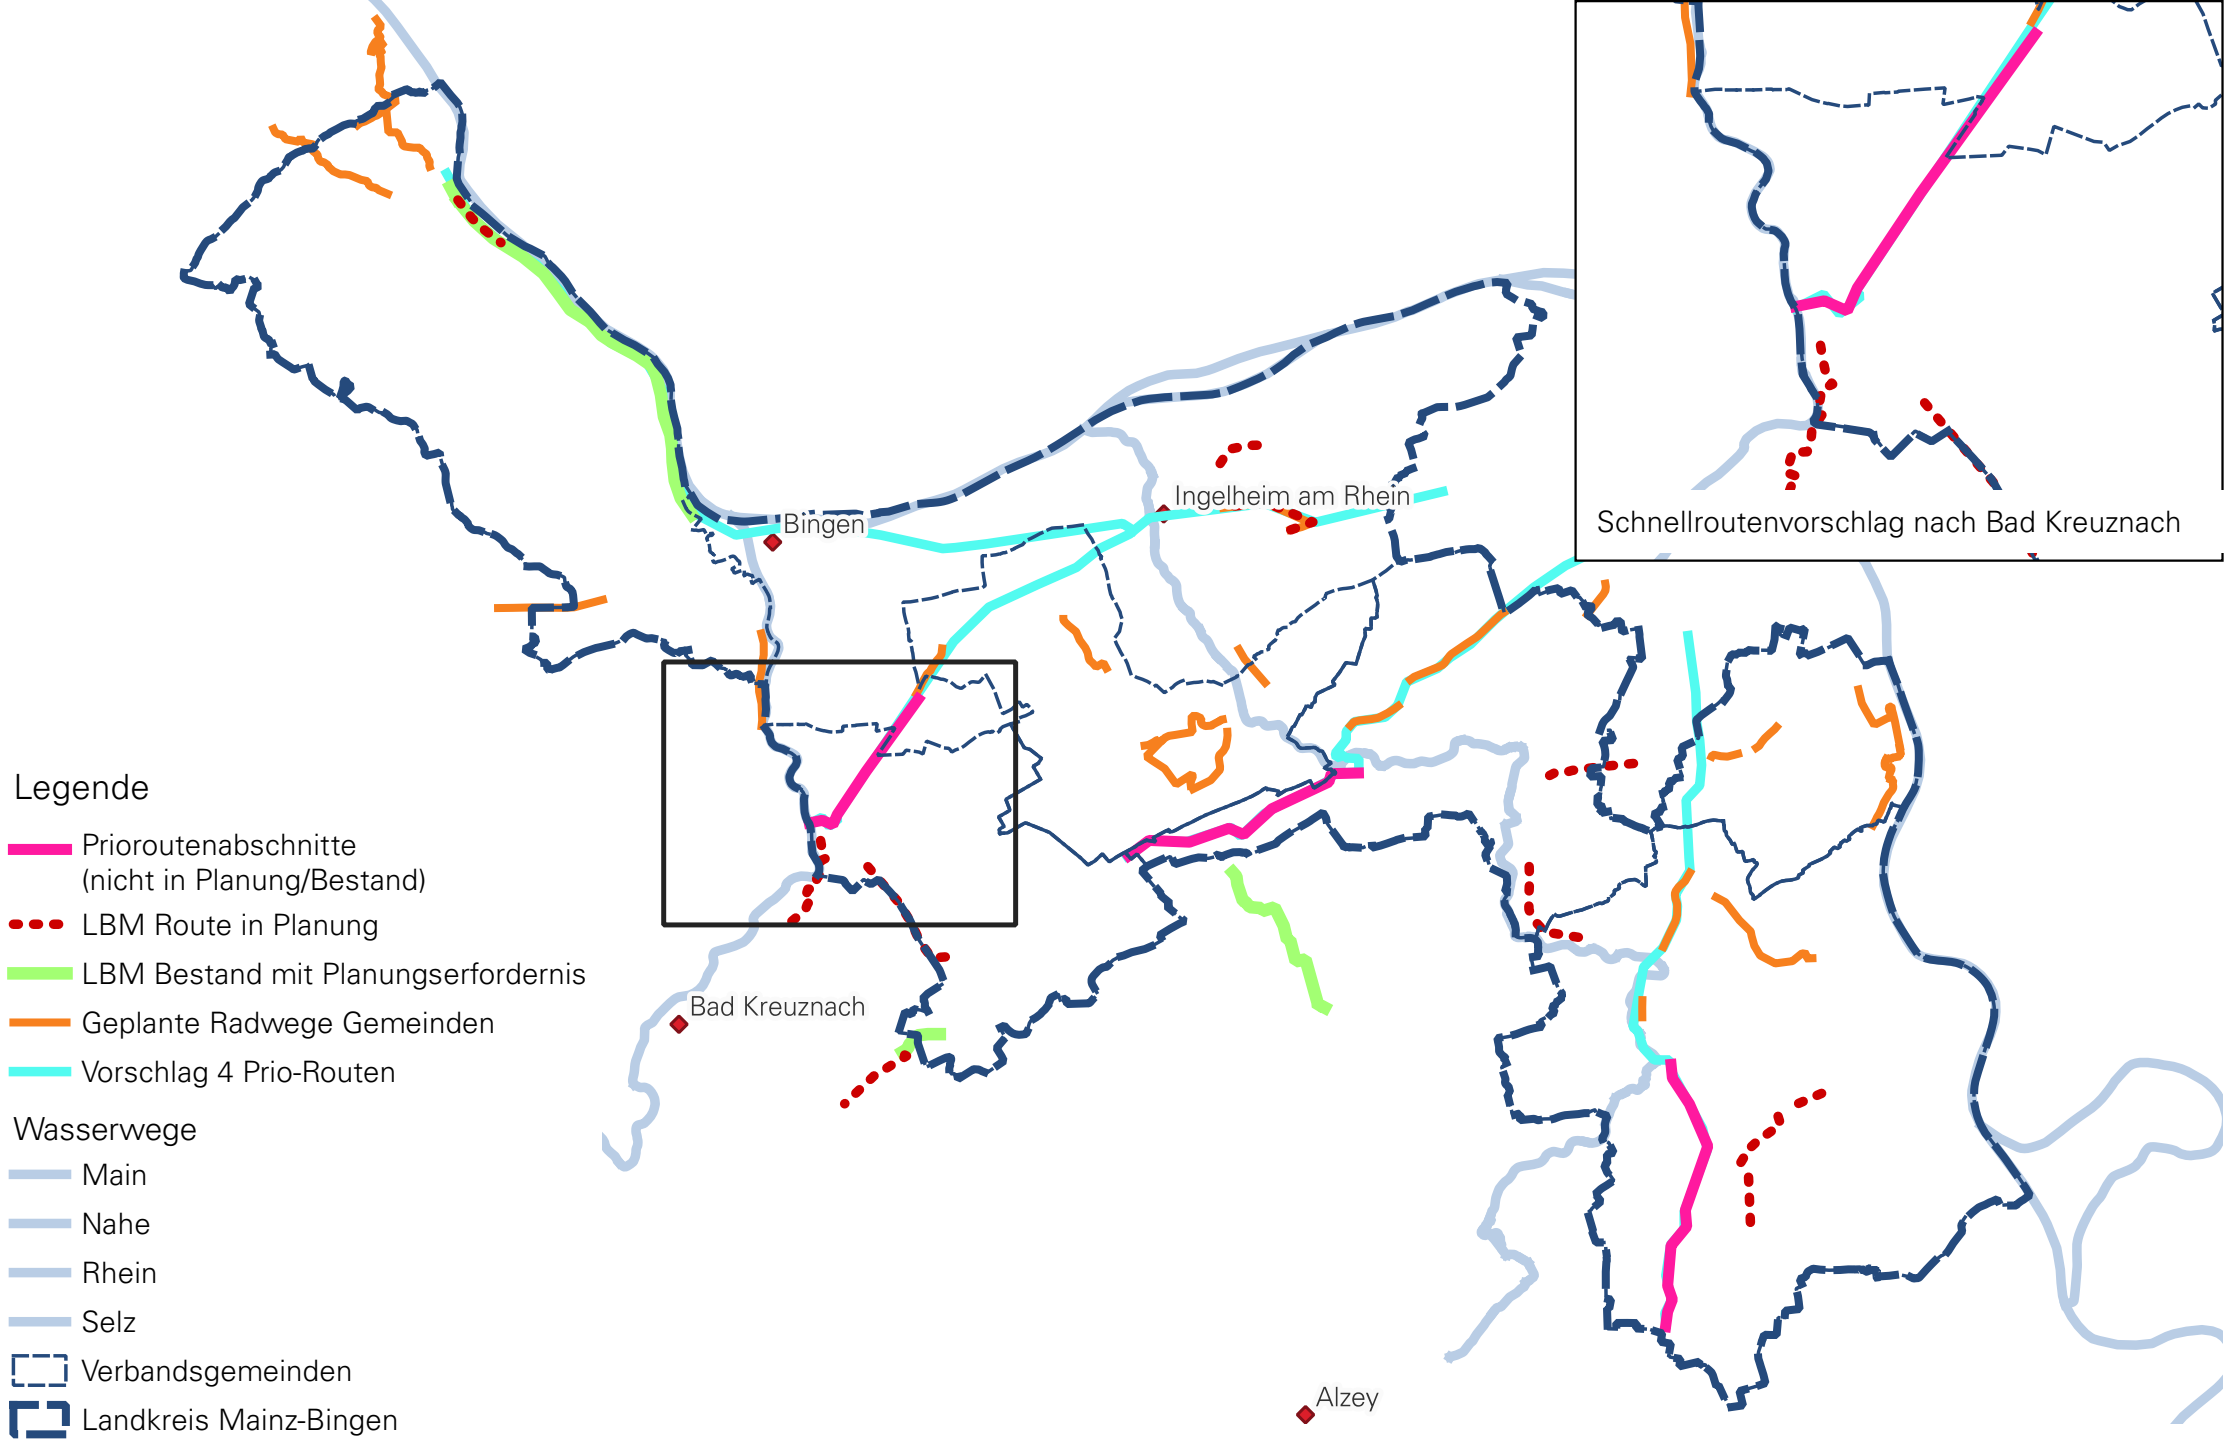 Schnellroutenvorschlag nach Bad Kreuznach
Ingelheim am Rhein
Bingen
Bad Kreuznach
Alzey
Legende
Prioroutenabschnitte
(nicht in Planung/Bestand)
LBM Route in Planung
LBM Bestand mit Planungserfordernis
Geplante Radwege Gemeinden
Vorschlag 4 Prio-Routen
Wasserwege
Main
Nahe
Rhein
Selz
Verbandsgemeinden
Landkreis Mainz-Bingen